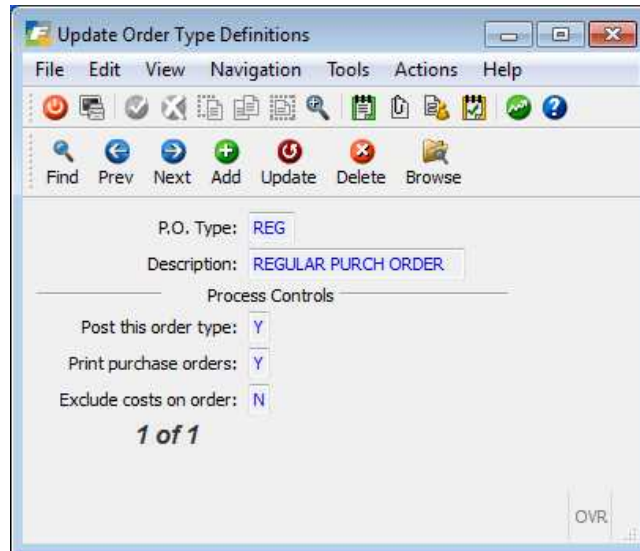 Update Order Type Definitions
File Edit View Navigation Tools Actions Help
Find Prev Next Add Update Delete Browse
P.O. Type: REG
Description: REGULAR PURCH ORDER
Process Controls
Post this order type: Y
Print purchase orders: Y
Exclude costs on order: N
1 of 1
OVR